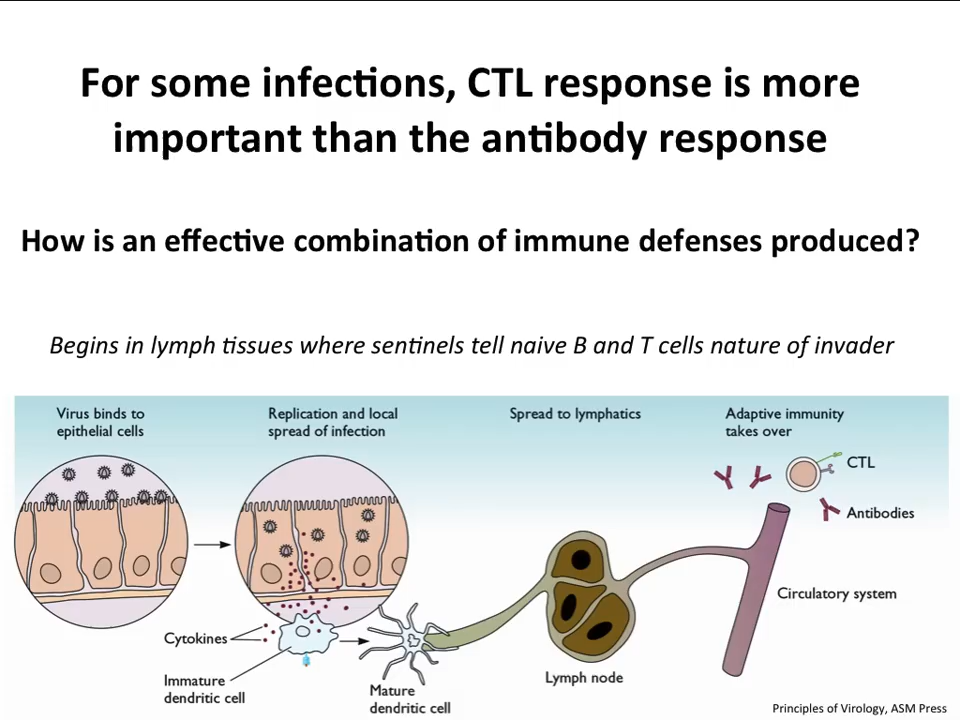 For some infections, CTL response is more
important than the antibody response
How is an effective combination of immune defenses produced?
Begins in lymph tissues where sentinels tell naive B and T cells nature of invader
Virus binds to
epithelial cells
Replication and local
spread of infection
Spread to lymphatics
Adaptive immunity
takes over
CTL
Antibodies
Circulatory system
Cytokines
Immature
dendritic cell
Mature
dendritic cell
Lymph node
Principles of Virology, ASM Press